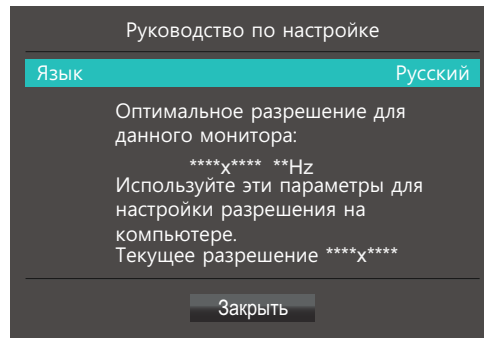 Руководство по настройке
Язык Русский
Оптимальное разрешение для
данного монитора:
****x**** **Hz
Используйте эти параметры для
настройки разрешения на
компьютере.
Текущее разрешение ****x****
Закрыть